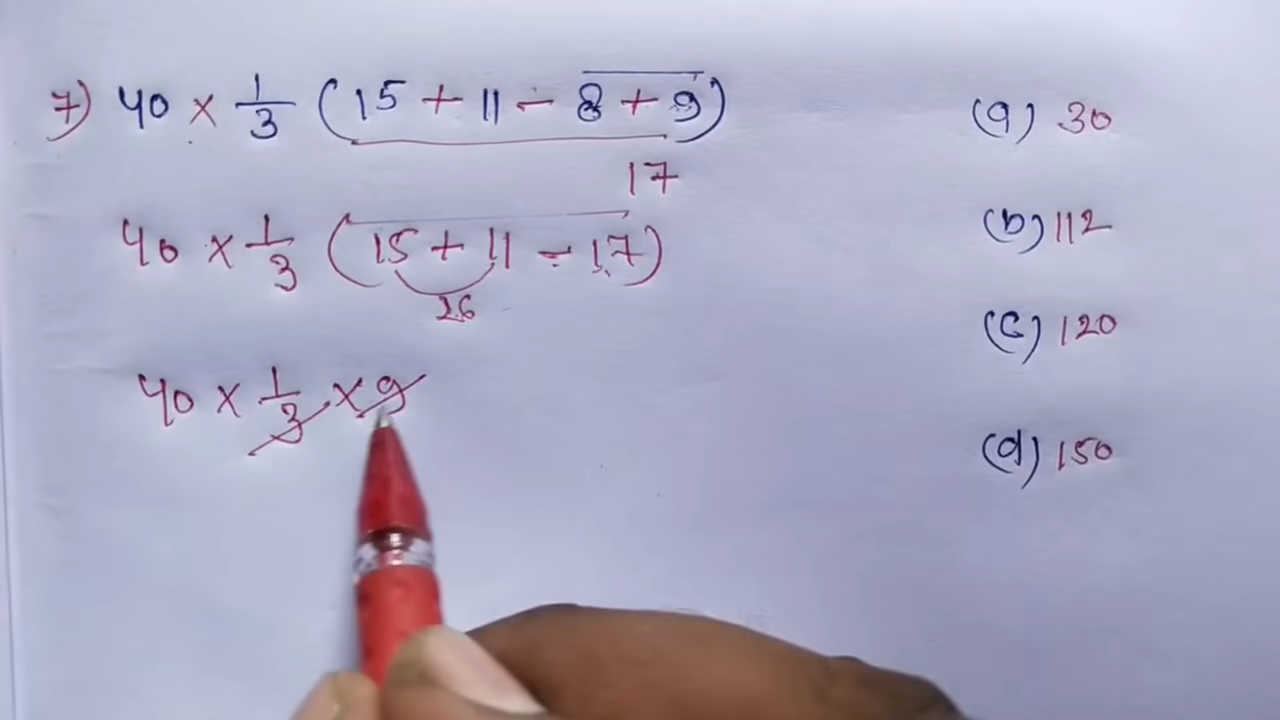 7) 40 × 1/3 (15 + 11 − 8 + 9)
17
40 × 1/3 (15 + 11 − 17)
26
40 × 1/3 × 9
(a) 30
(b) 112
(c) 120
(d) 150